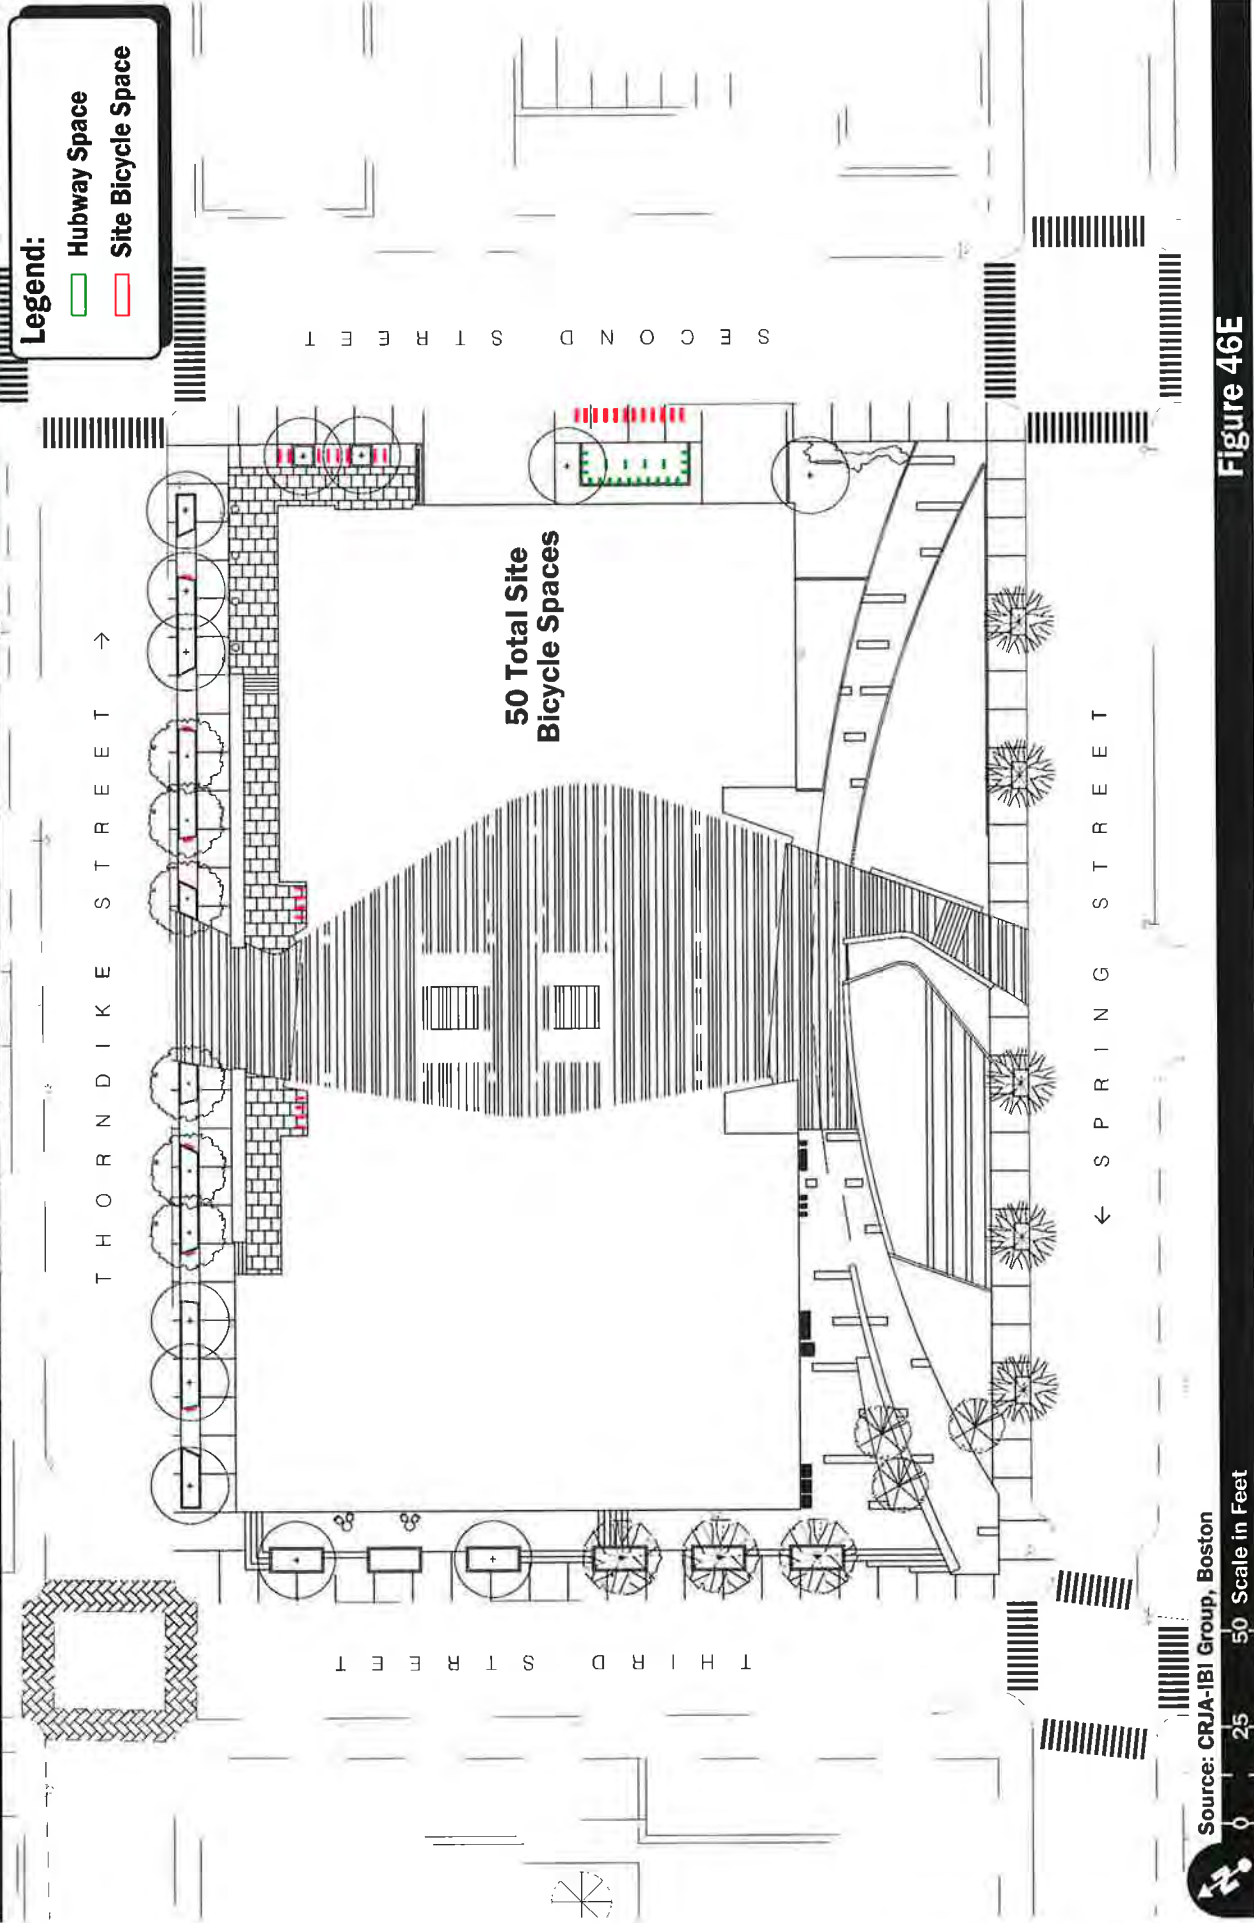 Legend:
Hubway Space
Site Bicycle Space
THORNDIKE STREET →
SECOND STREET
50 Total Site
Bicycle Spaces
THIRD STREET
← SPRING STREET
Source: CRJA-IBI Group, Boston
0 25 50 Scale in Feet
N
Figure 46E